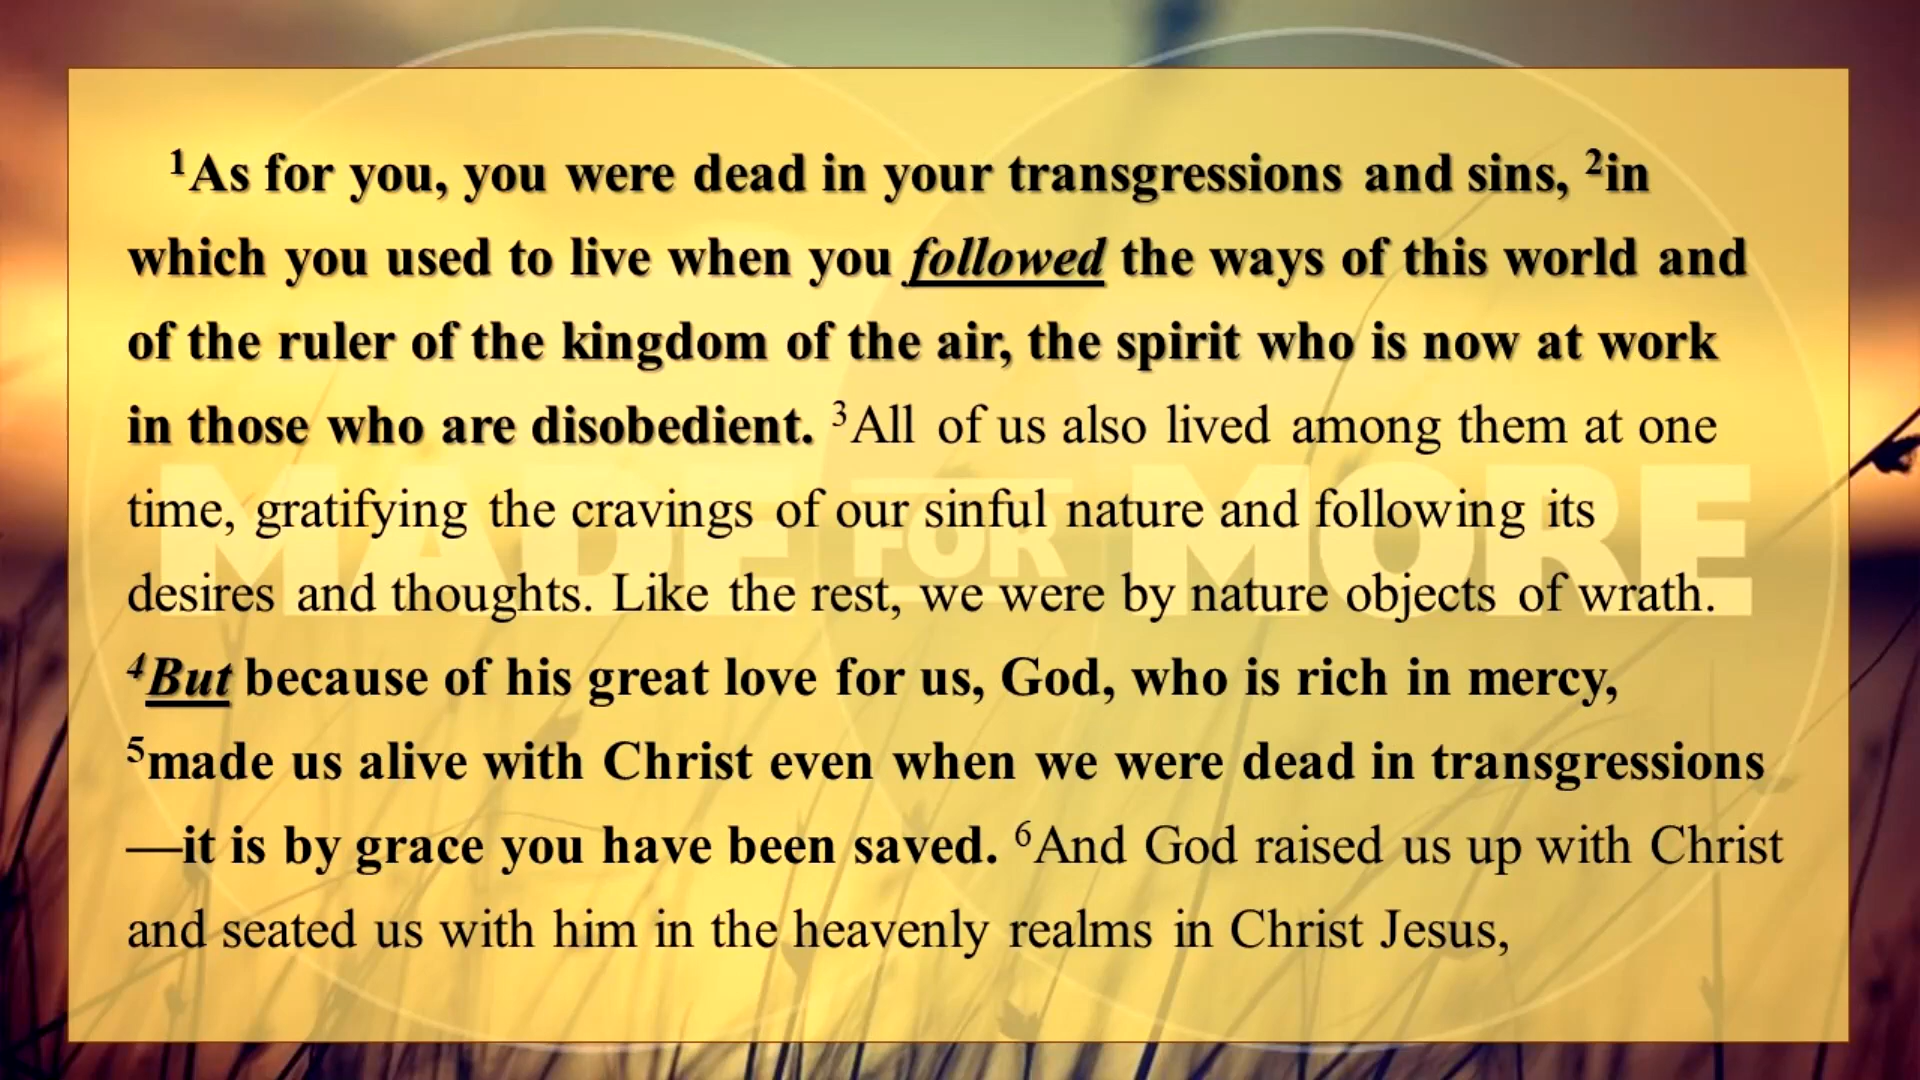 ¹As for you, you were dead in your transgressions and sins, ²in
which you used to live when you followed the ways of this world and
of the ruler of the kingdom of the air, the spirit who is now at work
in those who are disobedient. ³All of us also lived among them at one
time, gratifying the cravings of our sinful nature and following its
desires and thoughts. Like the rest, we were by nature objects of wrath.
⁴But because of his great love for us, God, who is rich in mercy,
⁵made us alive with Christ even when we were dead in transgressions
—it is by grace you have been saved. ⁶And God raised us up with Christ
and seated us with him in the heavenly realms in Christ Jesus,
MADE FOR MORE